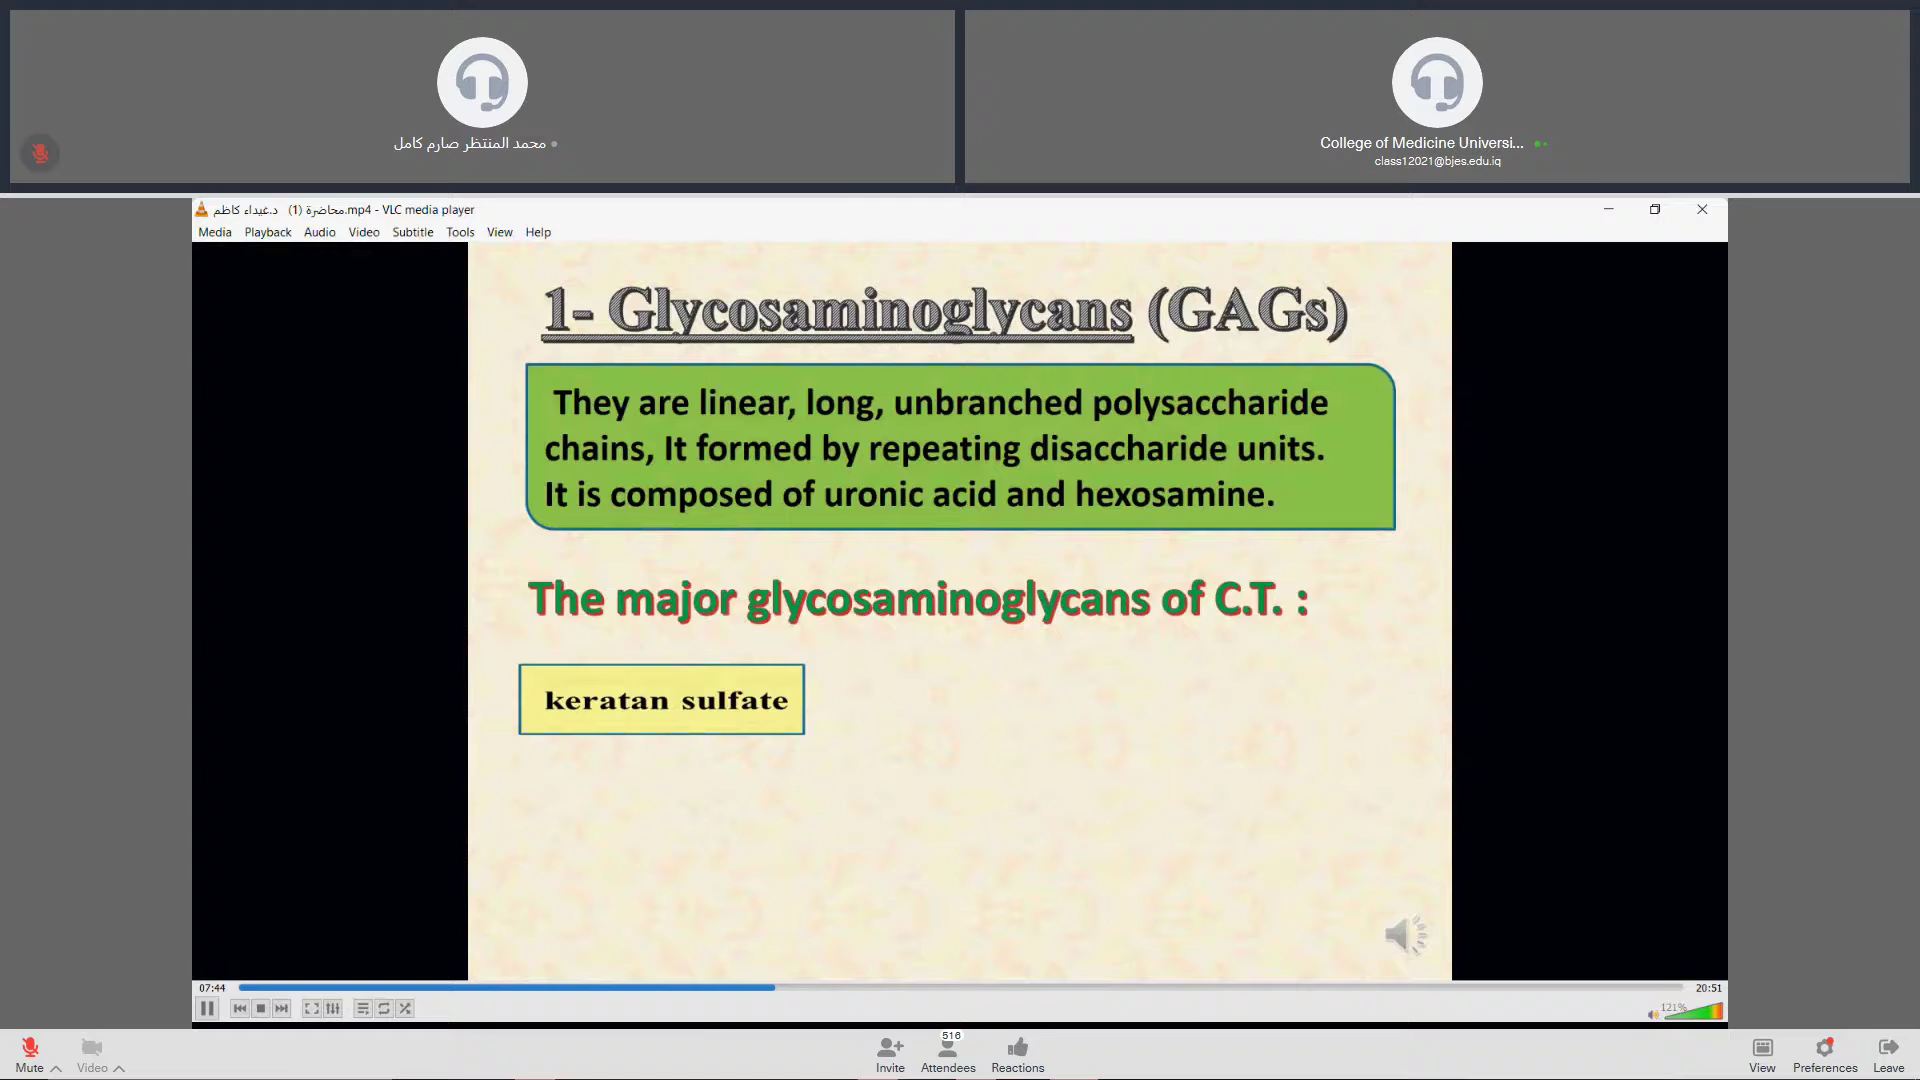 محمد المنتظر صارم كامل
College of Medicine Universi...
class12021@bjes.edu.iq
محاضرة (1) د.غيداء كاظم.mp4 - VLC media player
Media Playback Audio Video Subtitle Tools View Help
1- Glycosaminoglycans (GAGs)
They are linear, long, unbranched polysaccharide
chains, It formed by repeating disaccharide units.
It is composed of uronic acid and hexosamine.
The major glycosaminoglycans of C.T. :
keratan sulfate
07:44
20:51
121%
516
Mute
Video
Invite
Attendees
Reactions
View
Preferences
Leave